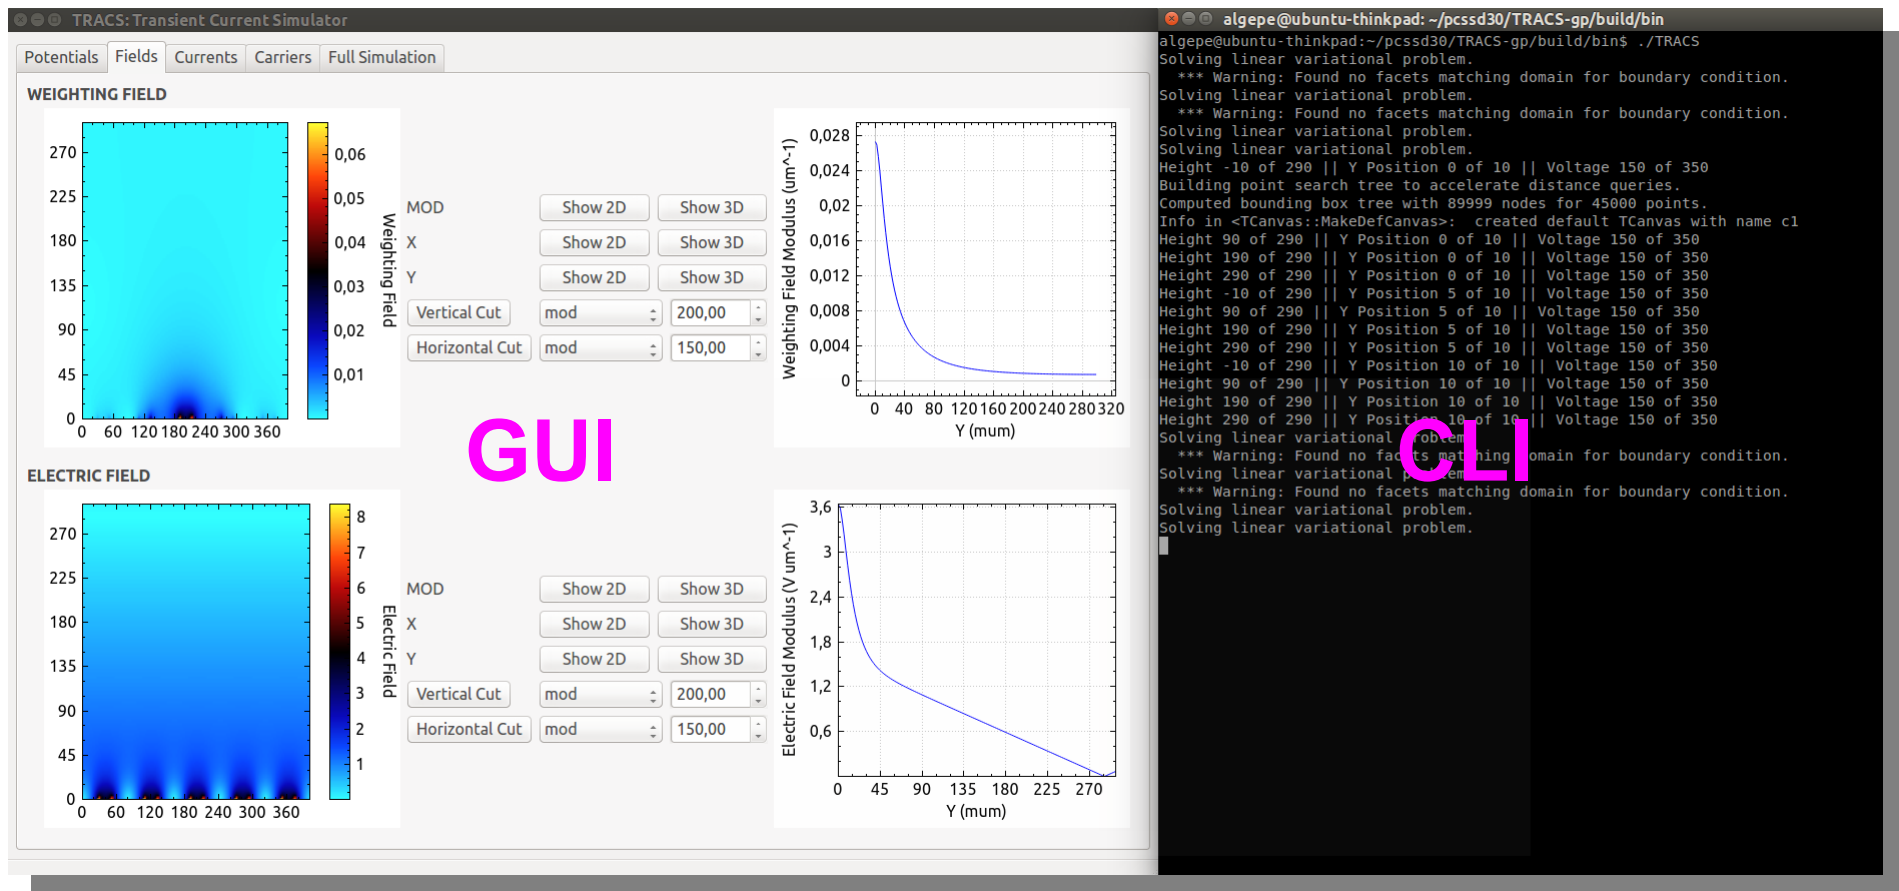 TRACS: Transient Current Simulator
Potentials Fields Currents Carriers Full Simulation
WEIGHTING FIELD
270
225
180
135
90
45
0
0 60 120 180 240 300 360
0,06
0,05
0,04
0,03
0,02
0,01
Weighting Field
MOD Show 2D Show 3D
X Show 2D Show 3D
Y Show 2D Show 3D
Vertical Cut mod 200,00
Horizontal Cut mod 150,00
Weighting Field Modulus (um^-1)
0,028
0,024
0,02
0,016
0,012
0,008
0,004
0
0 40 80 120 160 200 240 280 320
Y (mum)
GUI
ELECTRIC FIELD
270
225
180
135
90
45
0
0 60 120 180 240 300 360
8
7
6
5
4
3
2
1
Electric Field
MOD Show 2D Show 3D
X Show 2D Show 3D
Y Show 2D Show 3D
Vertical Cut mod 200,00
Horizontal Cut mod 150,00
Electric Field Modulus (V um^-1)
3,6
3
2,4
1,8
1,2
0,6
0 45 90 135 180 225 270
Y (mum)
algepe@ubuntu-thinkpad: ~/pcssd30/TRACS-gp/build/bin
algepe@ubuntu-thinkpad:~/pcssd30/TRACS-gp/build/bin$ ./TRACS
Solving linear variational problem.
*** Warning: Found no facets matching domain for boundary condition.
Solving linear variational problem.
*** Warning: Found no facets matching domain for boundary condition.
Solving linear variational problem.
Solving linear variational problem.
Height -10 of 290 || Y Position 0 of 10 || Voltage 150 of 350
Building point search tree to accelerate distance queries.
Computed bounding box tree with 89999 nodes for 45000 points.
Info in <TCanvas::MakeDefCanvas>:  created default TCanvas with name c1
Height 90 of 290 || Y Position 0 of 10 || Voltage 150 of 350
Height 190 of 290 || Y Position 0 of 10 || Voltage 150 of 350
Height 290 of 290 || Y Position 0 of 10 || Voltage 150 of 350
Height -10 of 290 || Y Position 5 of 10 || Voltage 150 of 350
Height 90 of 290 || Y Position 5 of 10 || Voltage 150 of 350
Height 190 of 290 || Y Position 5 of 10 || Voltage 150 of 350
Height 290 of 290 || Y Position 5 of 10 || Voltage 150 of 350
Height -10 of 290 || Y Position 10 of 10 || Voltage 150 of 350
Height 90 of 290 || Y Position 10 of 10 || Voltage 150 of 350
Height 190 of 290 || Y Position 10 of 10 || Voltage 150 of 350
Height 290 of 290 || Y Position 10 of 10 || Voltage 150 of 350
Solving linear variational problem.
*** Warning: Found no facets matching domain for boundary condition.
Solving linear variational problem.
*** Warning: Found no facets matching domain for boundary condition.
Solving linear variational problem.
Solving linear variational problem.
CLI